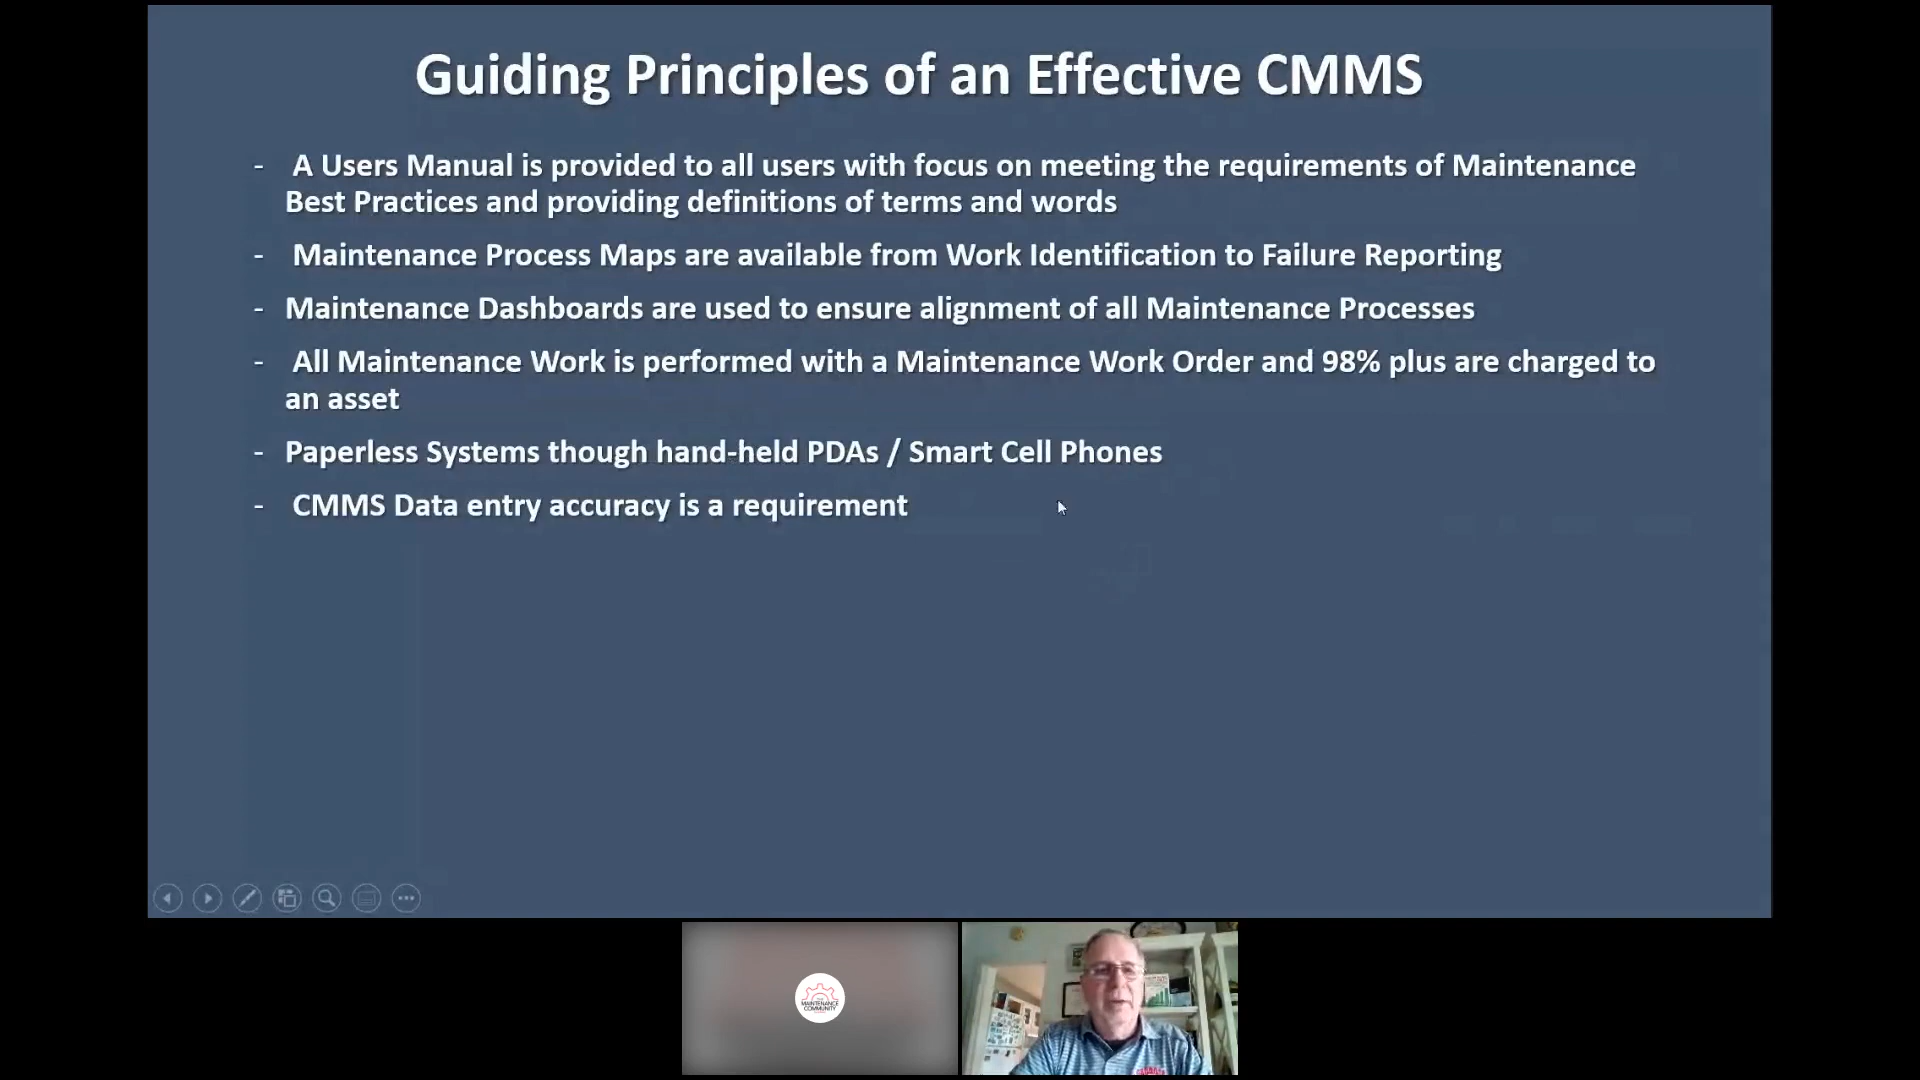 Guiding Principles of an Effective CMMS
- A Users Manual is provided to all users with focus on meeting the requirements of Maintenance
Best Practices and providing definitions of terms and words
- Maintenance Process Maps are available from Work Identification to Failure Reporting
- Maintenance Dashboards are used to ensure alignment of all Maintenance Processes
- All Maintenance Work is performed with a Maintenance Work Order and 98% plus are charged to
an asset
- Paperless Systems though hand-held PDAs / Smart Cell Phones
- CMMS Data entry accuracy is a requirement
MAINTENANCE
COMMUNITY